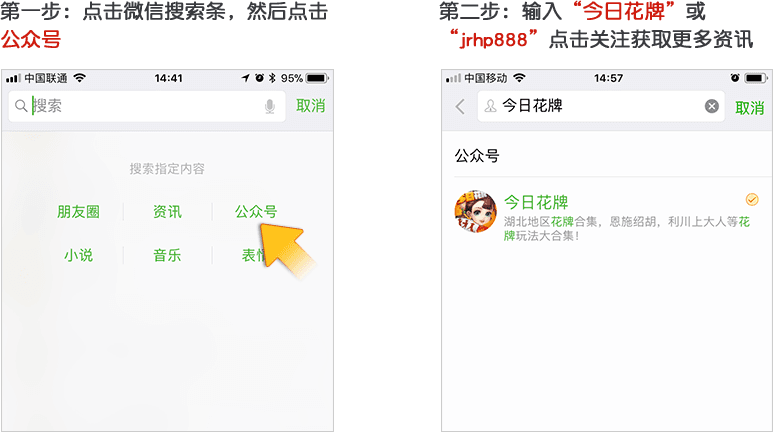 第一步：点击微信搜索条，然后点击
公众号
中国联通 14:41 95%
搜索 取消
搜索指定内容
朋友圈 资讯 公众号
小说 音乐 表情
第二步：输入“今日花牌”或
“jrhp888”点击关注获取更多资讯
中国移动 14:57
今日花牌 取消
公众号
今日花牌
湖北地区花牌合集，恩施绍胡，利川上大人等花
牌玩法大合集！